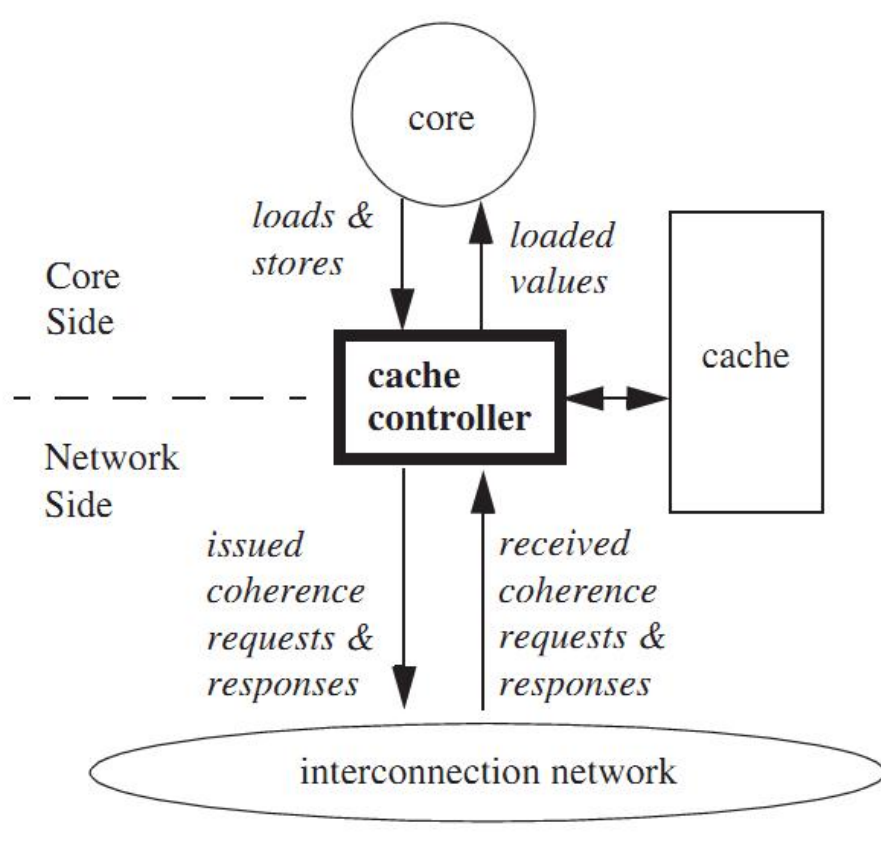 core
loads &
stores
loaded
values
Core
Side
cache
cache
controller
Network
Side
issued
coherence
requests &
responses
received
coherence
requests &
responses
interconnection network